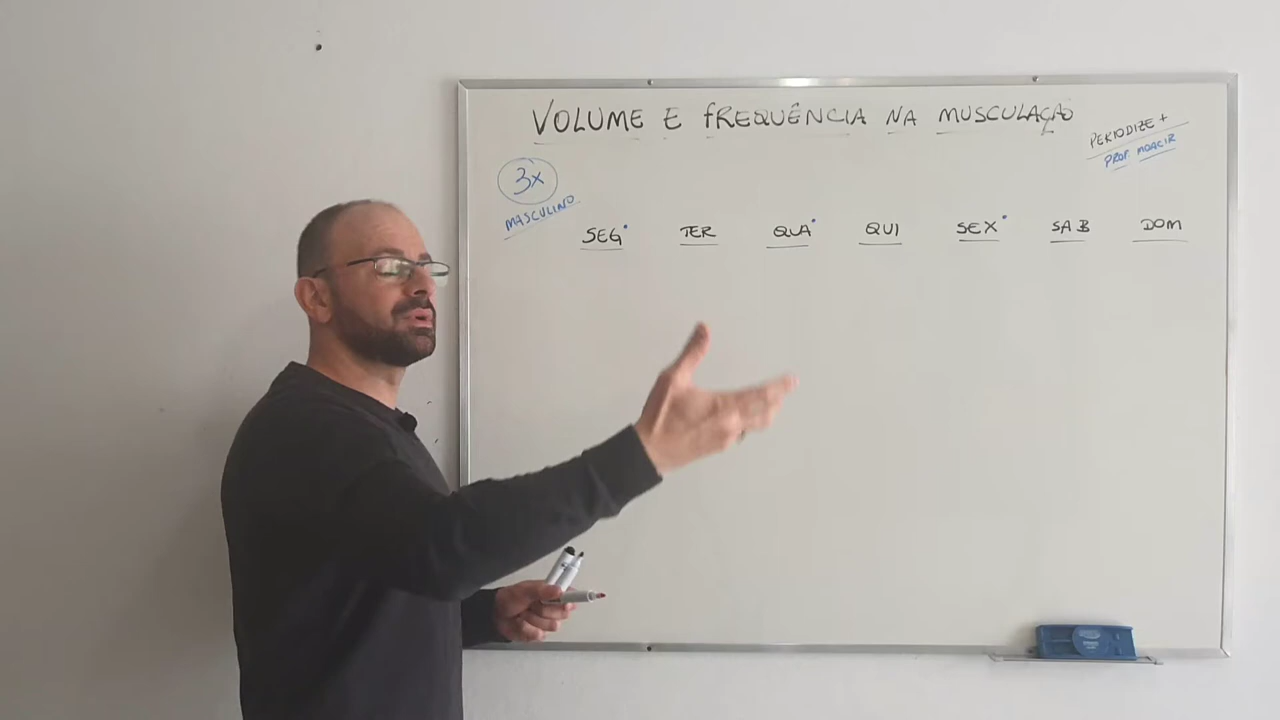 VOLUME E FREQUÊNCIA NA MUSCULAÇÃO
PERIODIZE +
PROF. MOACIR
3x
MASCULINO
SEG TER QUA QUI SEX SAB DOM